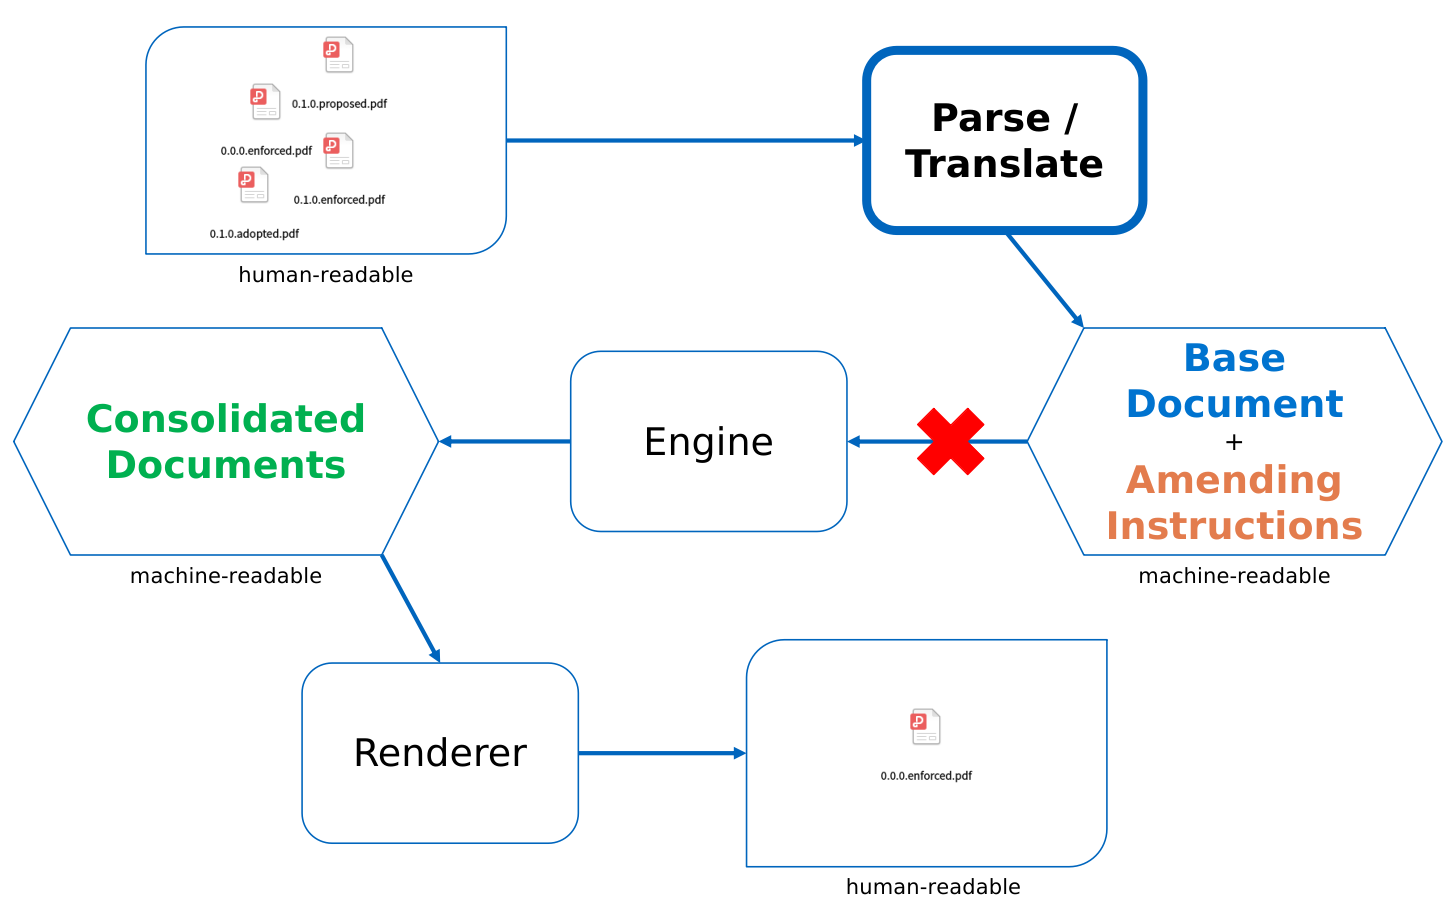 0.1.0.proposed.pdf
0.0.0.enforced.pdf
0.1.0.enforced.pdf
0.1.0.adopted.pdf
human-readable
Parse /
Translate
Base
Document
+
Amending
Instructions
machine-readable
Engine
Consolidated
Documents
machine-readable
Renderer
0.0.0.enforced.pdf
human-readable